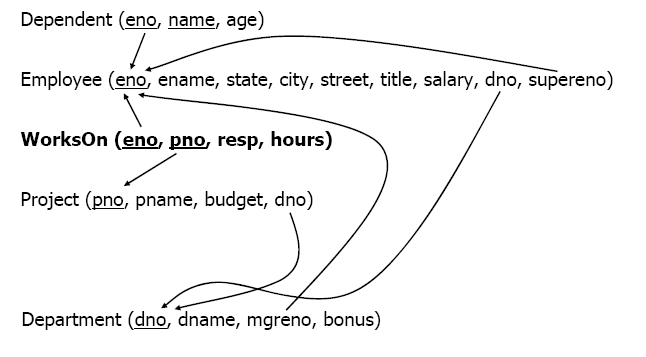 Dependent (eno, name, age)
Employee (eno, ename, state, city, street, title, salary, dno, supereno)
WorksOn (eno, pno, resp, hours)
Project (pno, pname, budget, dno)
Department (dno, dname, mgreno, bonus)